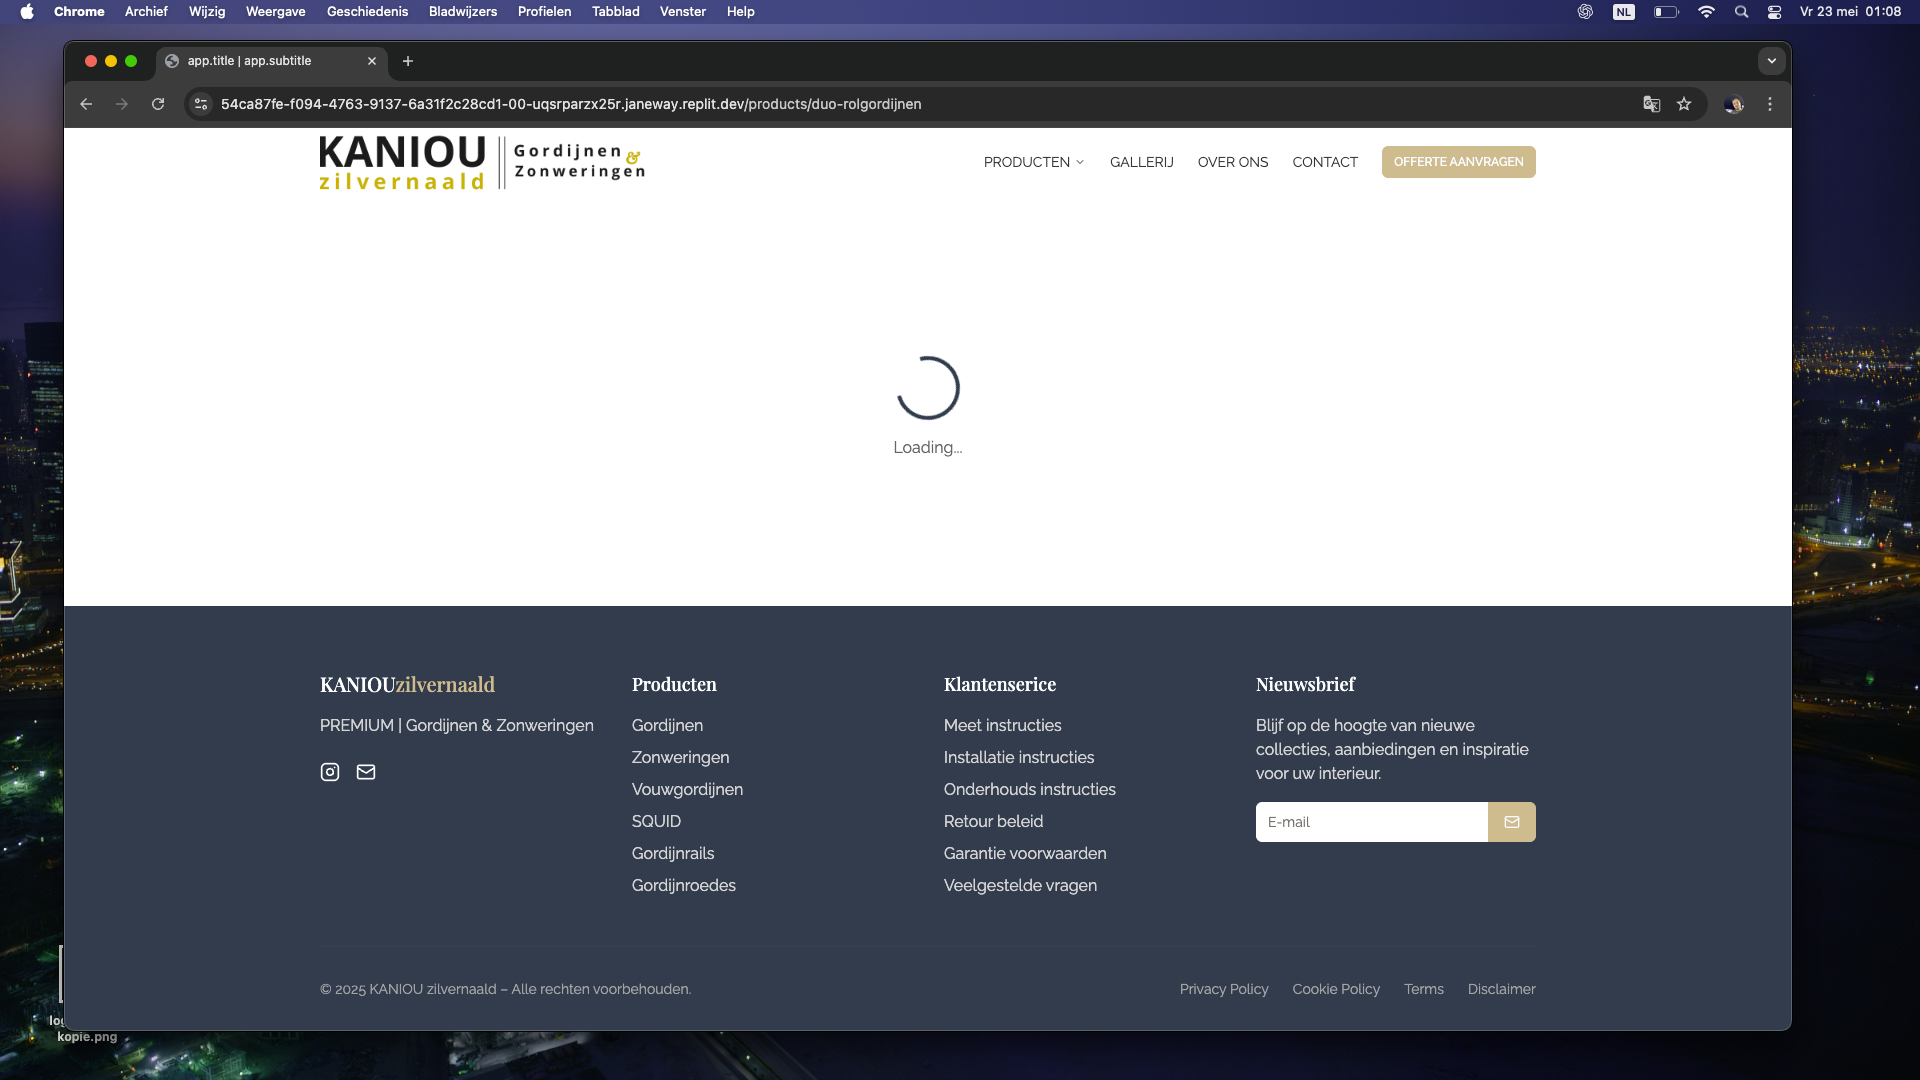 Chrome Archief Wijzig Weergave Geschiedenis Bladwijzers Profielen Tabblad Venster Help
NL
Vr 23 mei 01:08
app.title | app.subtitle
54ca87fe-f094-4763-9137-6a31f2c28cd1-00-uqsrparzx25r.janeway.replit.dev/products/duo-rolgordijnen
KANIOU
zilvernaald
Gordijnen &
Zonweringen
PRODUCTEN
GALLERIJ
OVER ONS
CONTACT
OFFERTE AANVRAGEN
Loading...
KANIOUzilvernaald
PREMIUM | Gordijnen & Zonweringen
Producten
Gordijnen
Zonweringen
Vouwgordijnen
SQUID
Gordijnrails
Gordijnroedes
Klantenserice
Meet instructies
Installatie instructies
Onderhouds instructies
Retour beleid
Garantie voorwaarden
Veelgestelde vragen
Nieuwsbrief
Blijf op de hoogte van nieuwe
collecties, aanbiedingen en inspiratie
voor uw interieur.
E-mail
© 2025 KANIOU zilvernaald – Alle rechten voorbehouden.
Privacy Policy
Cookie Policy
Terms
Disclaimer
kopie.png